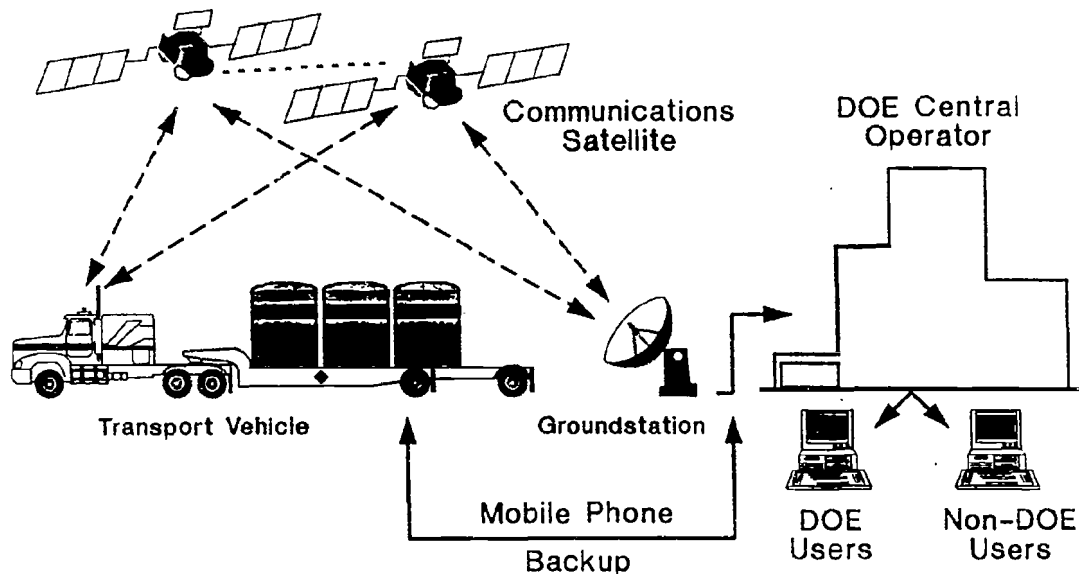 Communications
Satellite
DOE Central
Operator
Transport Vehicle
Groundstation
Mobile Phone
Backup
DOE
Users
Non-DOE
Users